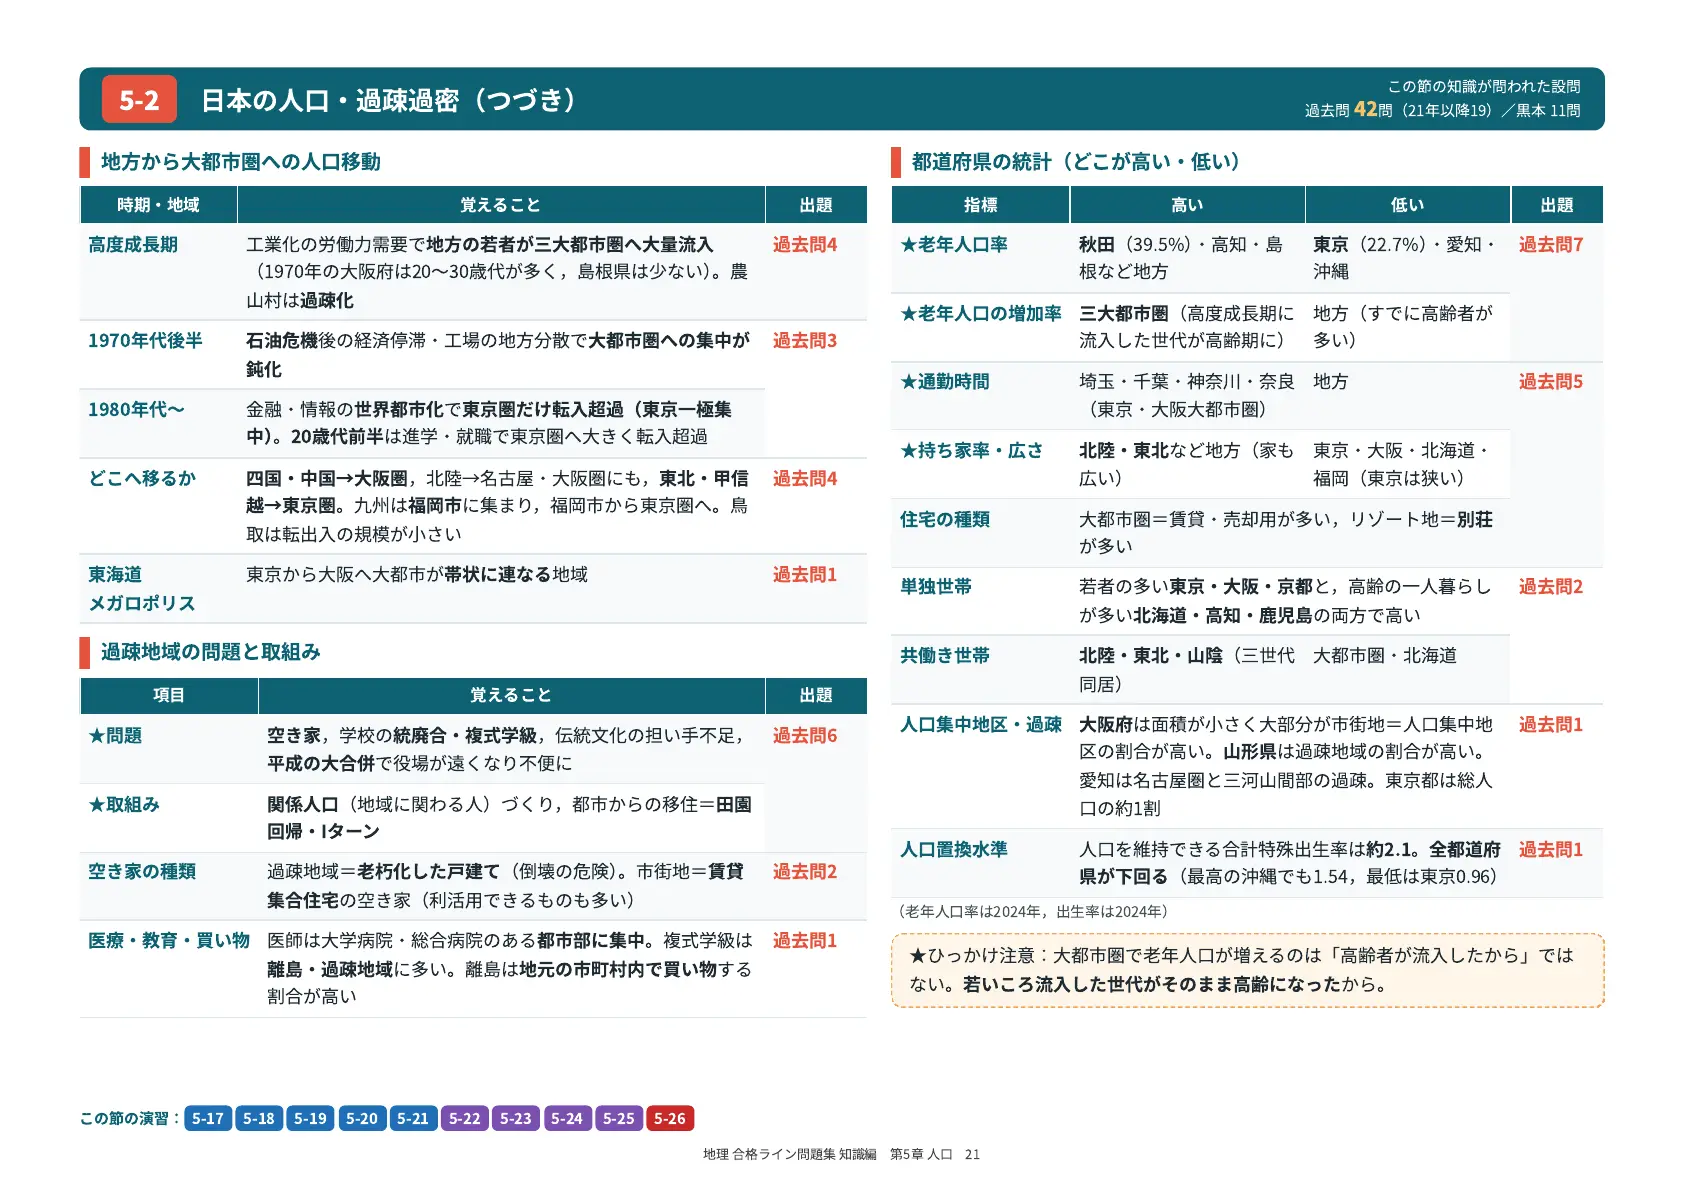 5-2 日本の人口・過疎過密（つづき）
この節の知識が問われた設問
過去問 42問（21年以降19）／黒本 11問
地方から大都市圏への人口移動
時期・地域 覚えること 出題
高度成長期 工業化の労働力需要で地方の若者が三大都市圏へ大量流入 過去問4
（1970年の大阪府は20〜30歳代が多く，島根県は少ない）。農
山村は過疎化
1970年代後半 石油危機後の経済停滞・工場の地方分散で大都市圏への集中が 過去問3
鈍化
1980年代〜 金融・情報の世界都市化で東京圏だけ転入超過（東京一極集
中）。20歳代前半は進学・就職で東京圏へ大きく転入超過
どこへ移るか 四国・中国→大阪圏，北陸→名古屋・大阪圏にも，東北・甲信 過去問4
越→東京圏。九州は福岡市に集まり，福岡市から東京圏へ。鳥
取は転出入の規模が小さい
東海道 東京から大阪へ大都市が帯状に連なる地域 過去問1
メガロポリス
過疎地域の問題と取組み
項目 覚えること 出題
★問題 空き家，学校の統廃合・複式学級，伝統文化の担い手不足， 過去問6
平成の大合併で役場が遠くなり不便に
★取組み 関係人口（地域に関わる人）づくり，都市からの移住＝田園
回帰・Iターン
空き家の種類 過疎地域＝老朽化した戸建て（倒壊の危険）。市街地＝賃貸 過去問2
集合住宅の空き家（利活用できるものも多い）
医療・教育・買い物 医師は大学病院・総合病院のある都市部に集中。複式学級は 過去問1
離島・過疎地域に多い。離島は地元の市町村内で買い物する
割合が高い
都道府県の統計（どこが高い・低い）
指標 高い 低い 出題
★老年人口率 秋田（39.5%）・高知・島 東京（22.7%）・愛知・ 過去問7
根など地方 沖縄
★老年人口の増加率 三大都市圏（高度成長期に 地方（すでに高齢者が
流入した世代が高齢期に） 多い）
★通勤時間 埼玉・千葉・神奈川・奈良 地方 過去問5
（東京・大阪大都市圏）
★持ち家率・広さ 北陸・東北など地方（家も 東京・大阪・北海道・
広い） 福岡（東京は狭い）
住宅の種類 大都市圏＝賃貸・売却用が多い，リゾート地＝別荘
が多い
単独世帯 若者の多い東京・大阪・京都と，高齢の一人暮らし 過去問2
が多い北海道・高知・鹿児島の両方で高い
共働き世帯 北陸・東北・山陰（三世代 大都市圏・北海道
同居）
人口集中地区・過疎 大阪府は面積が小さく大部分が市街地＝人口集中地 過去問1
区の割合が高い。山形県は過疎地域の割合が高い。
愛知は名古屋圏と三河山間部の過疎。東京都は総人
口の約1割
人口置換水準 人口を維持できる合計特殊出生率は約2.1。全都道府 過去問1
県が下回る（最高の沖縄でも1.54，最低は東京0.96）
（老年人口率は2024年，出生率は2024年）
★ひっかけ注意：大都市圏で老年人口が増えるのは「高齢者が流入したから」では
ない。若いころ流入した世代がそのまま高齢になったから。
この節の演習： 5-17 5-18 5-19 5-20 5-21 5-22 5-23 5-24 5-25 5-26
地理 合格ライン問題集 知識編 第5章 人口 21